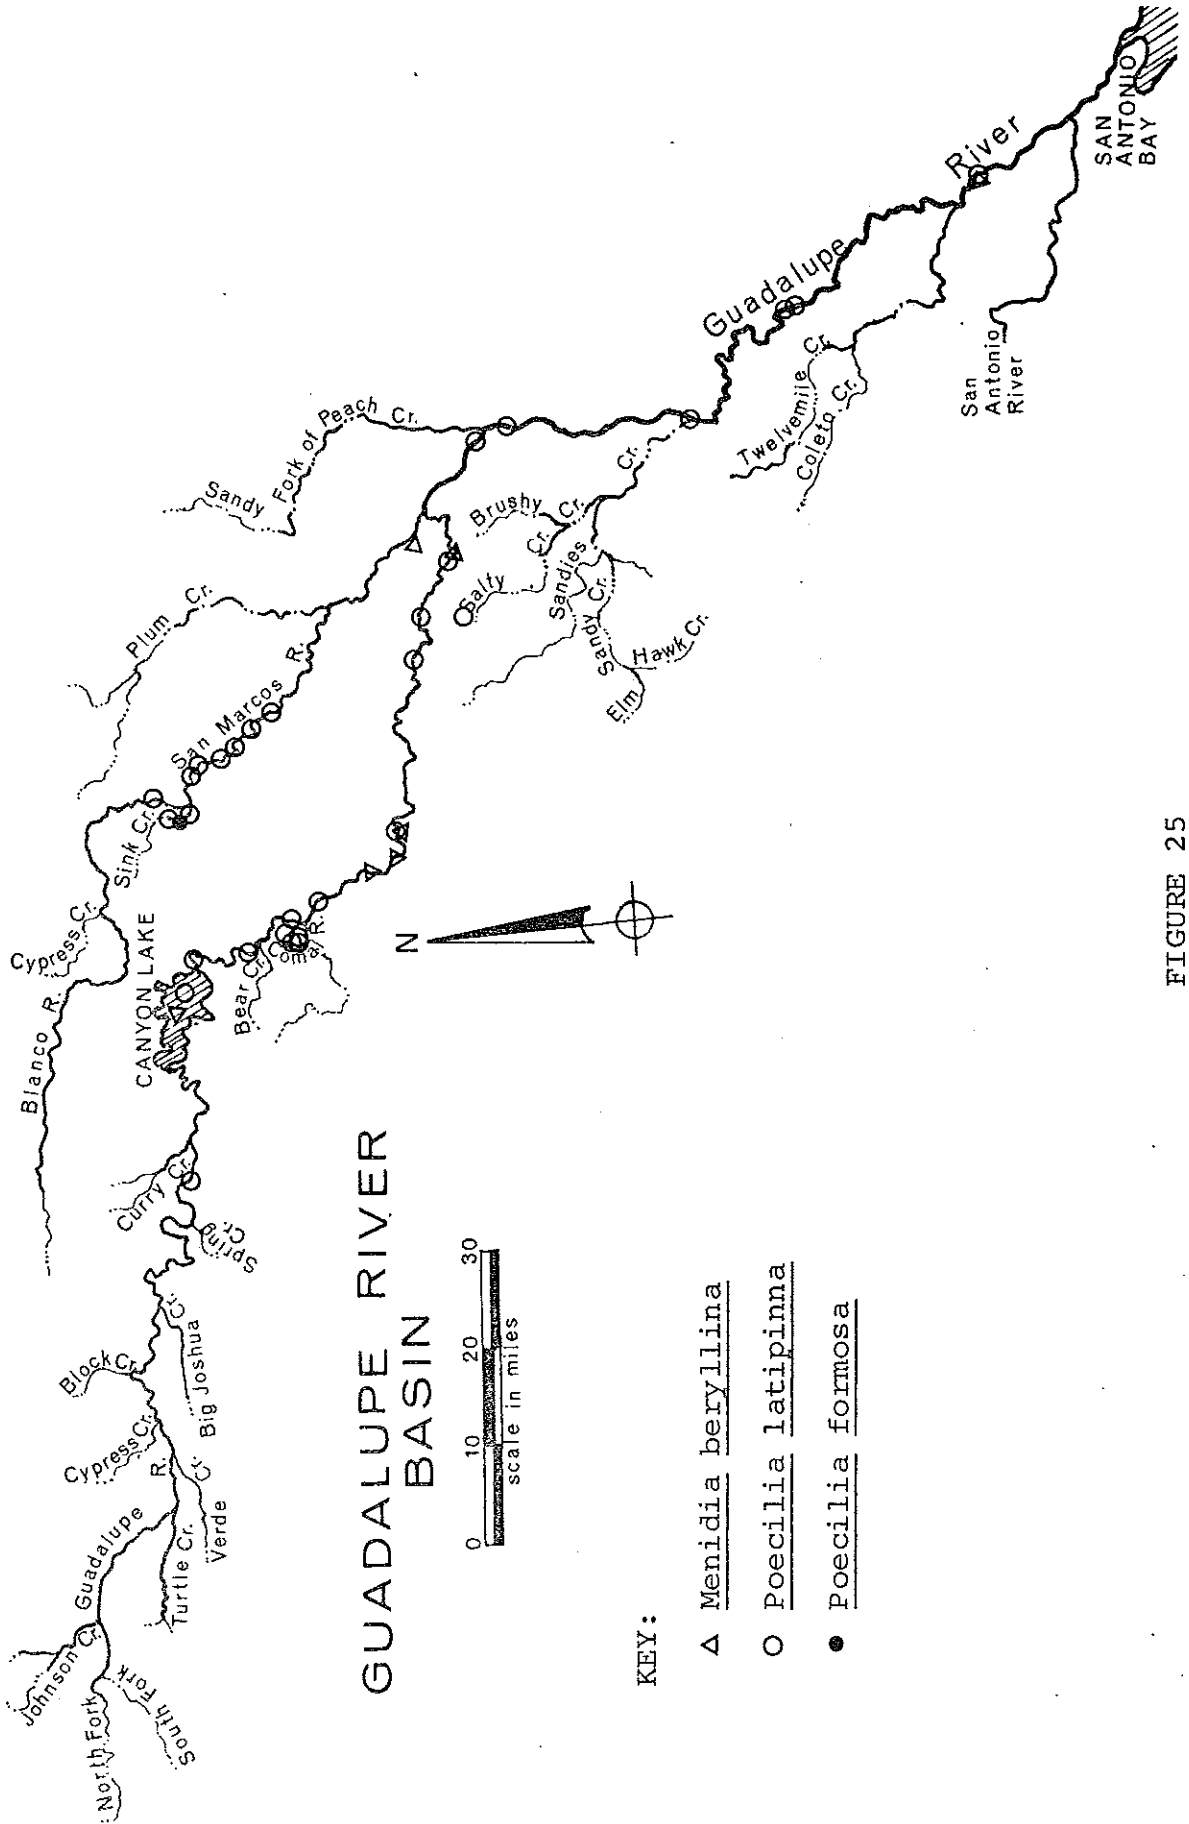 Johnson Cr.
North Fork
South Fork
Guadalupe R.
Turtle Cr.
Verde Cr.
Cypress Cr.
Block Cr.
Big Joshua Cr.
Spring Cr.
Curry Cr.
Blanco R.
CANYON LAKE
Cypress Cr.
Sink Cr.
Bear Cr.
Comal R.
San Marcos R.
Plum Cr.
Sandy Fork of Peach Cr.
Brushy Cr.
Salty Cr.
Sandies Cr.
Sandy Cr.
Elm
Hawk Cr.
Guadalupe River
Twelvemile Cr.
Coleto Cr.
San
Antonio
River
SAN
ANTONIO
BAY
N
GUADALUPE RIVER
BASIN
0 10 20 30
scale in miles
KEY:
△ Menidia beryllina
○ Poecilia latipinna
● Poecilia formosa
FIGURE 25